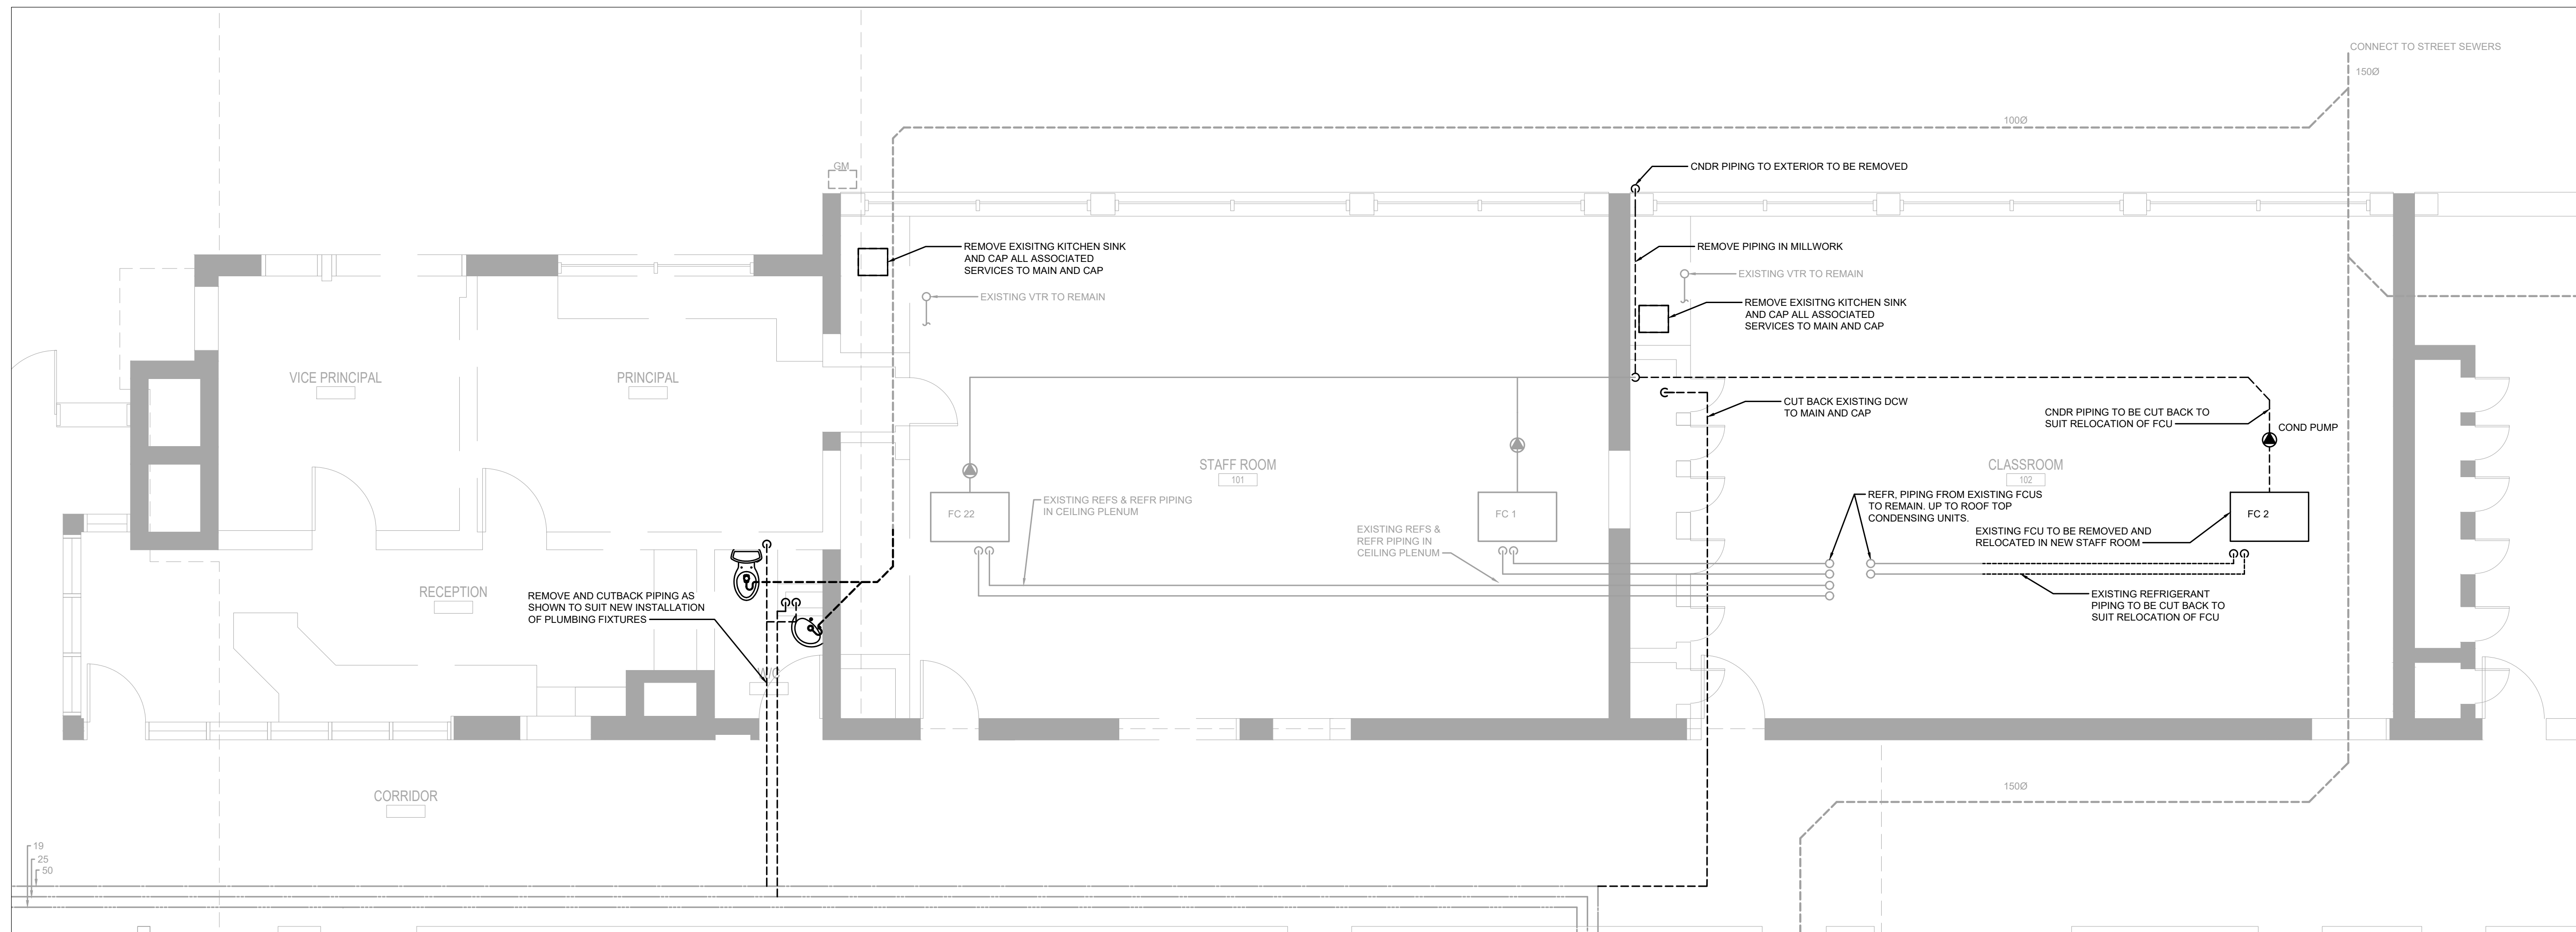 CONNECT TO STREET SEWERS
150Ø
100Ø
GM
CNDR PIPING TO EXTERIOR TO BE REMOVED
REMOVE EXISITNG KITCHEN SINK
AND CAP ALL ASSOCIATED
SERVICES TO MAIN AND CAP
EXISTING VTR TO REMAIN
REMOVE PIPING IN MILLWORK
EXISTING VTR TO REMAIN
REMOVE EXISITNG KITCHEN SINK
AND CAP ALL ASSOCIATED
SERVICES TO MAIN AND CAP
VICE PRINCIPAL
PRINCIPAL
CUT BACK EXISTING DCW
TO MAIN AND CAP
CNDR PIPING TO BE CUT BACK TO
SUIT RELOCATION OF FCU
COND PUMP
STAFF ROOM
101
CLASSROOM
102
EXISTING REFS & REFR PIPING
IN CEILING PLENUM
FC 22
FC 1
EXISTING REFS &
REFR PIPING IN
CEILING PLENUM
REFR, PIPING FROM EXISTING FCUS
TO REMAIN. UP TO ROOF TOP
CONDENSING UNITS.
FC 2
EXISTING FCU TO BE REMOVED AND
RELOCATED IN NEW STAFF ROOM
RECEPTION
REMOVE AND CUTBACK PIPING AS
SHOWN TO SUIT NEW INSTALLATION
OF PLUMBING FIXTURES
EXISTING REFRIGERANT
PIPING TO BE CUT BACK TO
SUIT RELOCATION OF FCU
CORRIDOR
150Ø
19
25
50